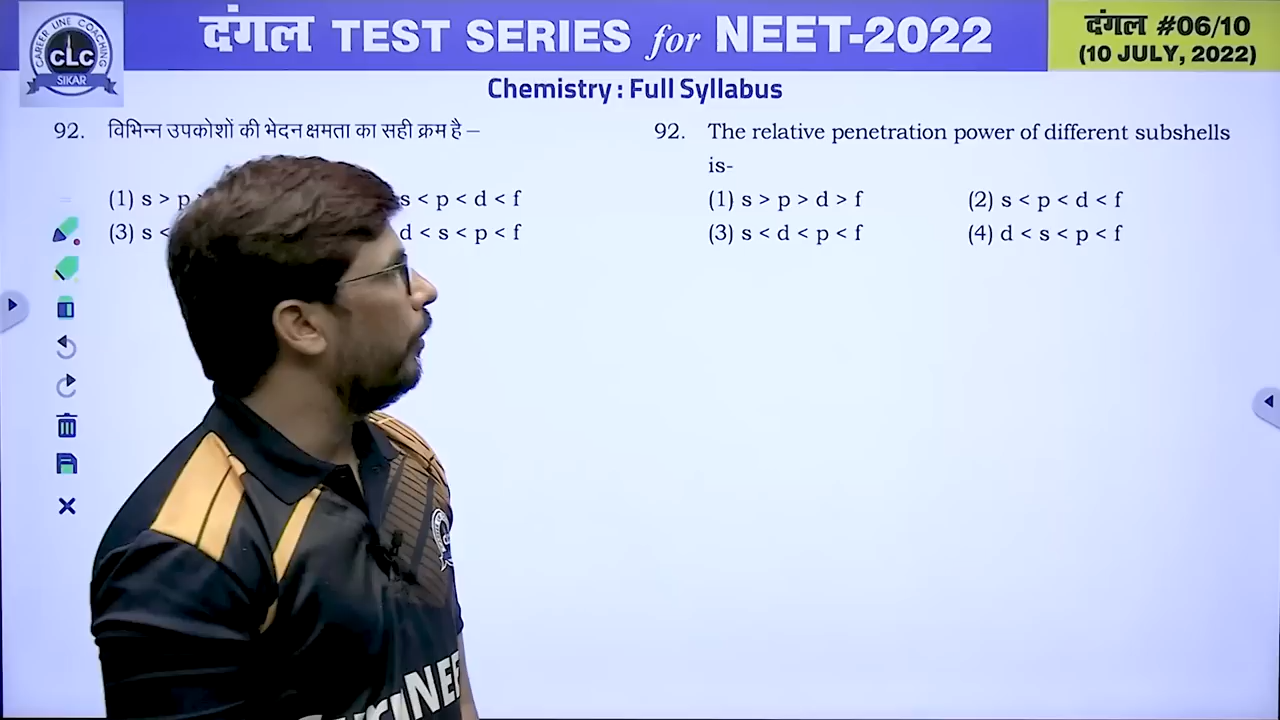 CAREER LINE COACHING
CLC
SIKAR
दंगल TEST SERIES for NEET-2022
दंगल #06/10
(10 JULY, 2022)
Chemistry : Full Syllabus
92. विभिन्न उपकोशों की भेदन क्षमता का सही क्रम है –
(1) s > p
s < p < d < f
(3) s <
d < s < p < f
92. The relative penetration power of different subshells
is-
(1) s > p > d > f (2) s < p < d < f
(3) s < d < p < f (4) d < s < p < f